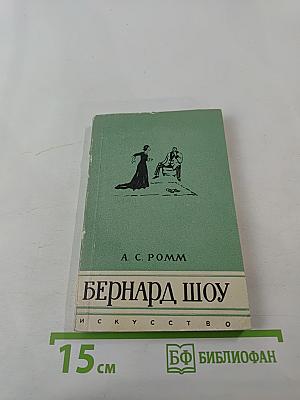 А. С. РОММ
БЕРНАРД ШОУ
ИСКУССТВО
15 см
БФ БИБЛИОФАН